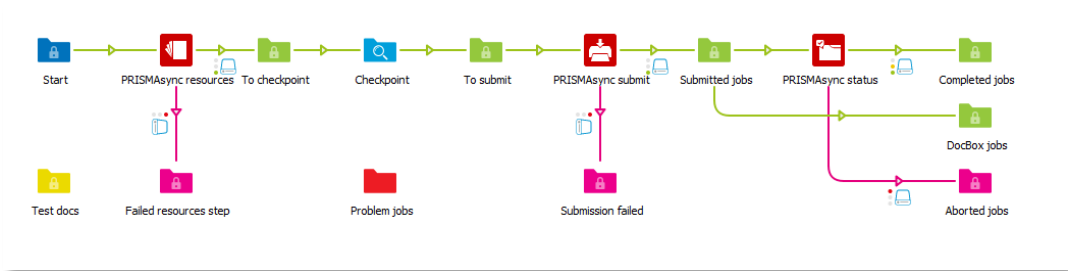 Start
PRISMAsync resources
To checkpoint
Checkpoint
To submit
PRISMAsync submit
Submitted jobs
PRISMAsync status
Completed jobs
DocBox jobs
Test docs
Failed resources step
Problem jobs
Submission failed
Aborted jobs